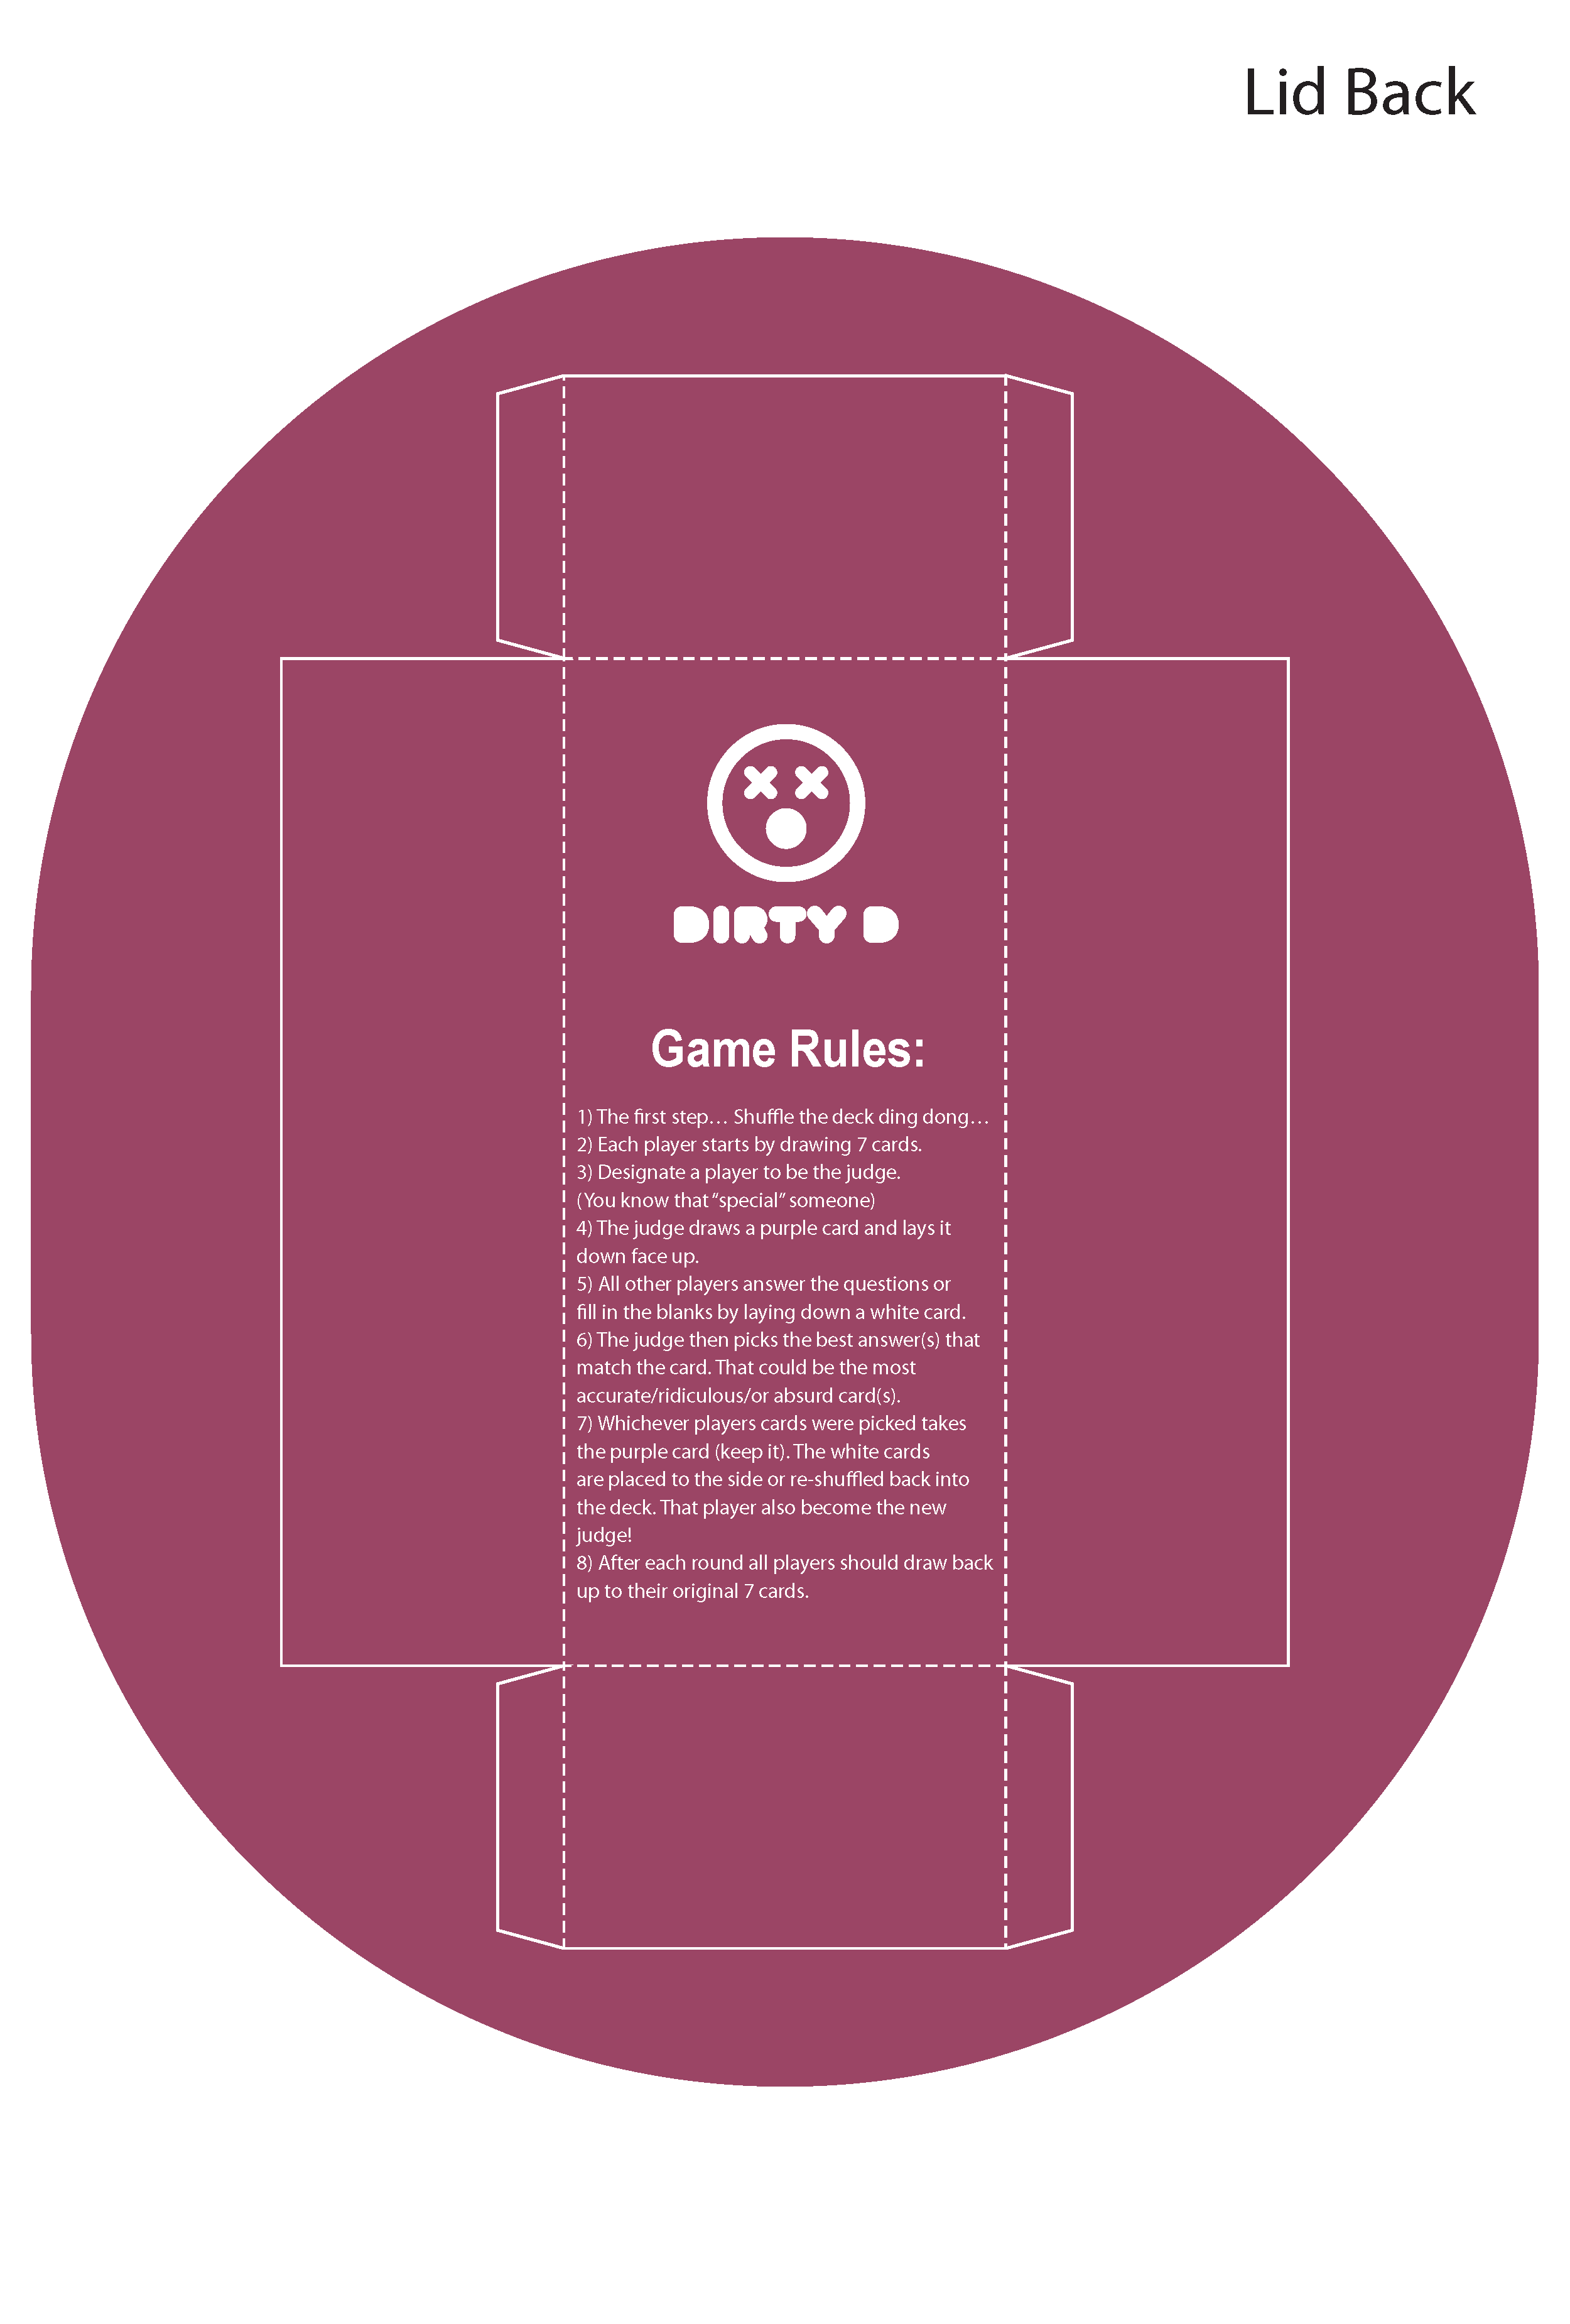 Lid Back
DIRTY D
Game Rules:
1) The first step… Shuffle the deck ding dong…
2) Each player starts by drawing 7 cards.
3) Designate a player to be the judge.
(You know that “special” someone)
4) The judge draws a purple card and lays it
down face up.
5) All other players answer the questions or
fill in the blanks by laying down a white card.
6) The judge then picks the best answer(s) that
match the card. That could be the most
accurate/ridiculous/or absurd card(s).
7) Whichever players cards were picked takes
the purple card (keep it). The white cards
are placed to the side or re-shuffled back into
the deck. That player also become the new
judge!
8) After each round all players should draw back
up to their original 7 cards.